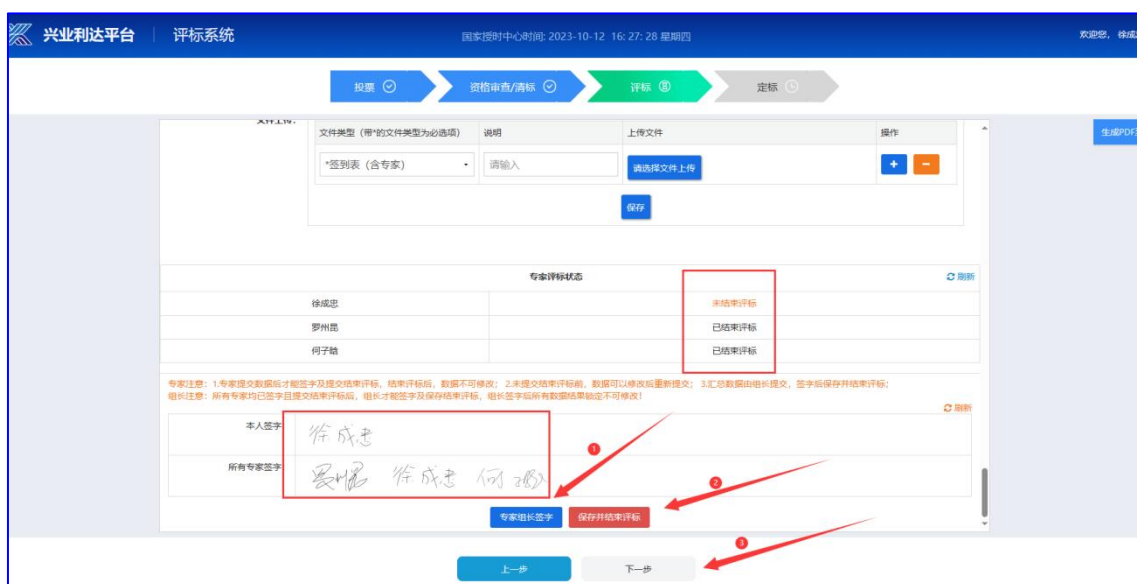 兴业利达平台 评标系统 国家授时中心时间: 2023-10-12 16: 27: 28 星期四 欢迎您, 徐成
投票 资格审查/清标 评标 定标
文件上传:
文件类型（带*的文件类型为必选项） 说明 上传文件 操作
生成PDF
*签到表（含专家） 请输入 请选择文件上传 + −
保存
专家评标状态 刷新
徐成忠 未结束评标
罗州昆 已结束评标
何子晗 已结束评标
专家注意：1.专家提交数据后才能签字及提交结束评标，结束评标后，数据不可修改；2.未提交结束评标前，数据可以修改后重新提交；3.汇总数据由组长提交，签字后保存并结束评标；
组长注意：所有专家均已签字且提交结束评标后，组长才能签字及保存结束评标，组长签字后所有数据结果锁定不可修改！
刷新
本人签字 徐成忠
1
所有专家签字 徐成忠
2
专家组长签字 保存并结束评标
3
上一步 下一步